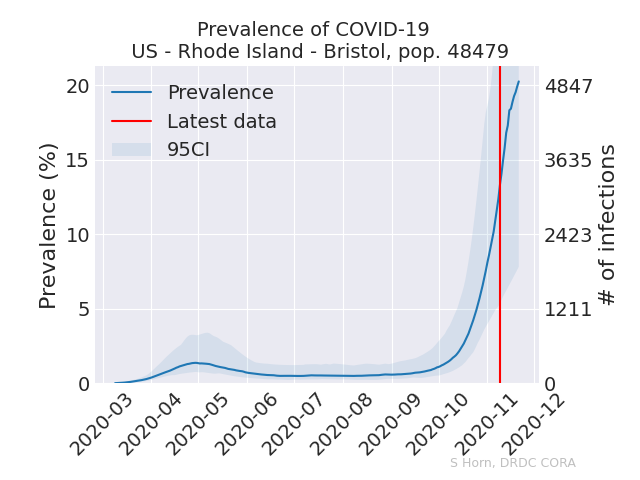 Prevalence of COVID-19
US - Rhode Island - Bristol, pop. 48479
Prevalence
Latest data
95CI
Prevalence (%)
20
15
10
5
0
4847
3635
2423
1211
0
# of infections
2020-03
2020-04
2020-05
2020-06
2020-07
2020-08
2020-09
2020-10
2020-11
2020-12
S Horn, DRDC CORA